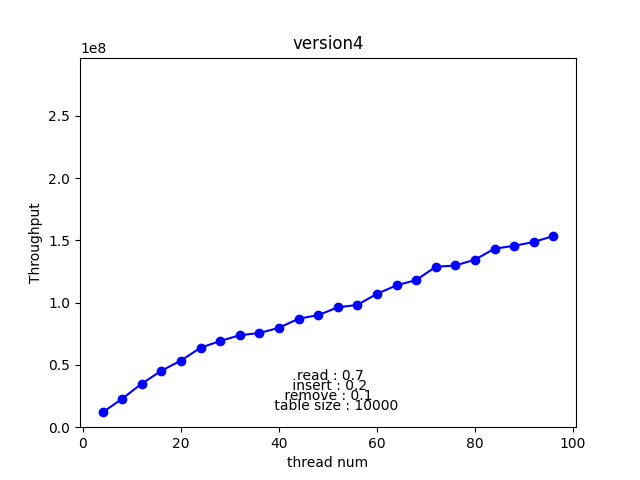 version4
1e8
2.5
2.0
1.5
1.0
0.5
0.0
Throughput
read : 0.7
insert : 0.2
remove : 0.1
table size : 10000
0 20 40 60 80 100
thread num